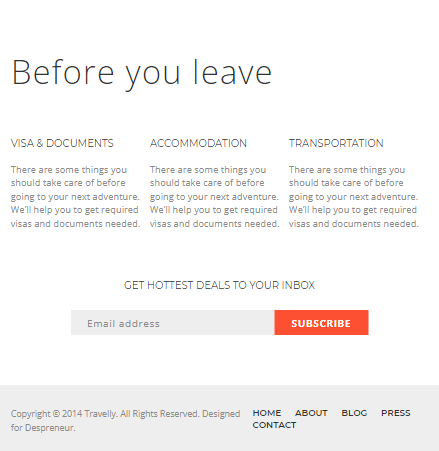 Before you leave
VISA & DOCUMENTS
There are some things you
should take care of before
going to your next adventure.
We'll help you to get required
visas and documents needed.
ACCOMMODATION
There are some things you
should take care of before
going to your next adventure.
We'll help you to get required
visas and documents needed.
TRANSPORTATION
There are some things you
should take care of before
going to your next adventure.
We'll help you to get required
visas and documents needed.
GET HOTTEST DEALS TO YOUR INBOX
Email address
SUBSCRIBE
Copyright © 2014 Travelly. All Rights Reserved. Designed
for Despreneur.
HOME ABOUT BLOG PRESS
CONTACT